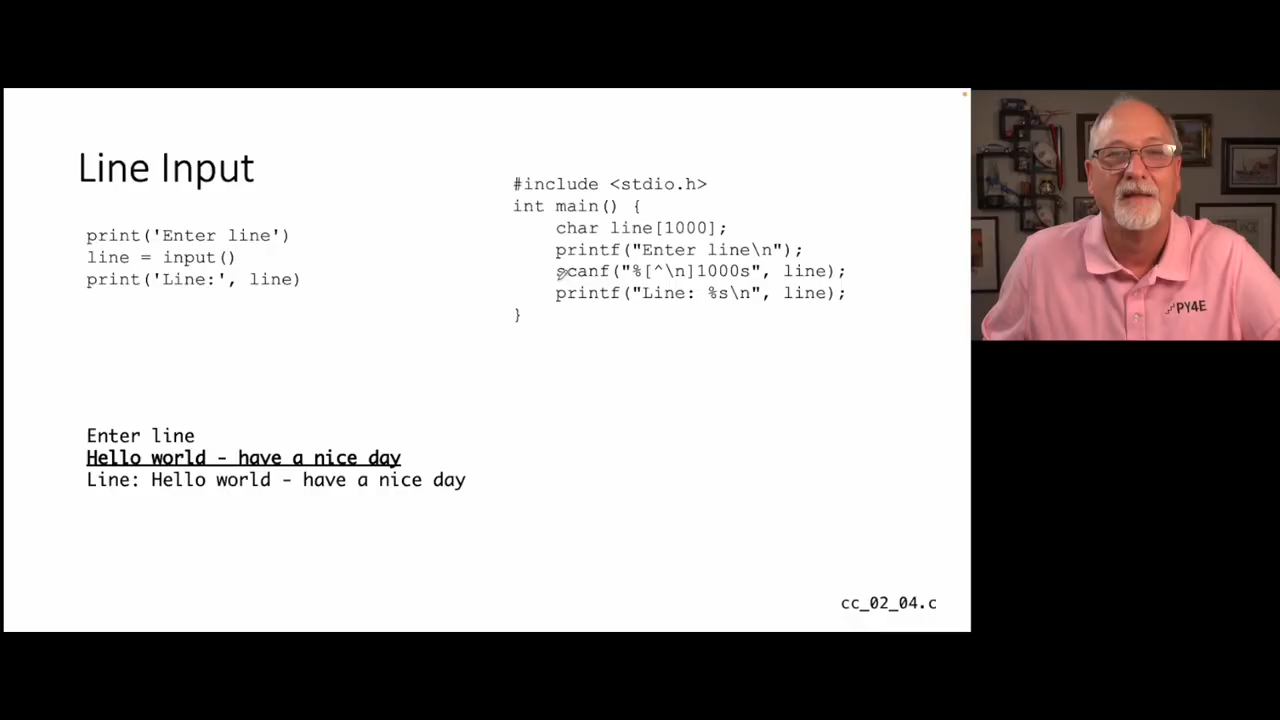 Line Input
print('Enter line')
line = input()
print('Line:', line)
#include <stdio.h>
int main() {
    char line[1000];
    printf("Enter line\n");
    scanf("%[^\n]1000s", line);
    printf("Line: %s\n", line);
}
Enter line
Hello world - have a nice day
Line: Hello world - have a nice day
cc_02_04.c
PY4E